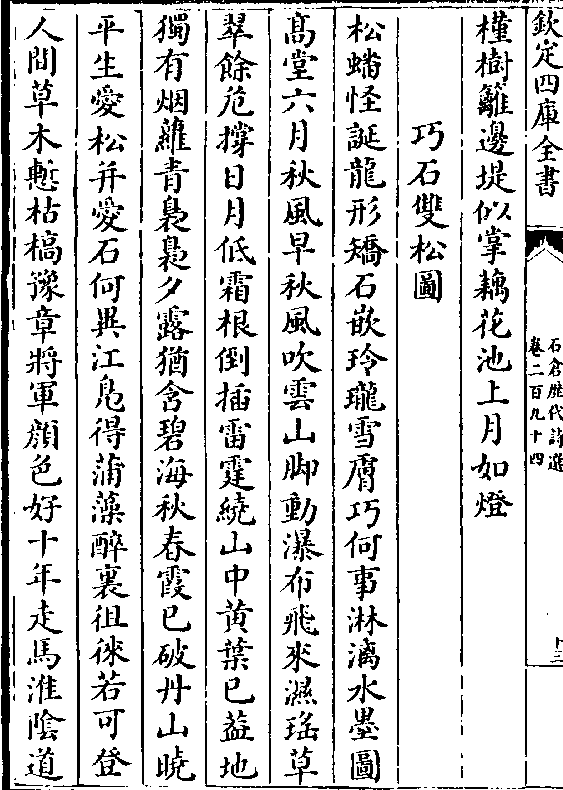 欽定四庫全書
石倉歷代詩選
卷二百九十四
十三
槿樹籬邊堤似掌藕花池上月如燈
巧石雙松圖
松蟠怪誕龍形矯石嵌玲瓏雪屑巧何事淋漓水墨圖
髙堂六月秋風早秋風吹雲山脚動瀑布飛來濕瑶草
翠餘危撐日月低霜根倒插雷霆繞山中黄葉已蓋地
獨有烟蘿青裊裊夕露猶含碧海秋春霞已破丹山曉
平生愛松并愛石何異江鳬得蒲藻醉裏徂徠若可登
人間草木慙枯槁豫章將軍顔色好十年走馬淮陰道